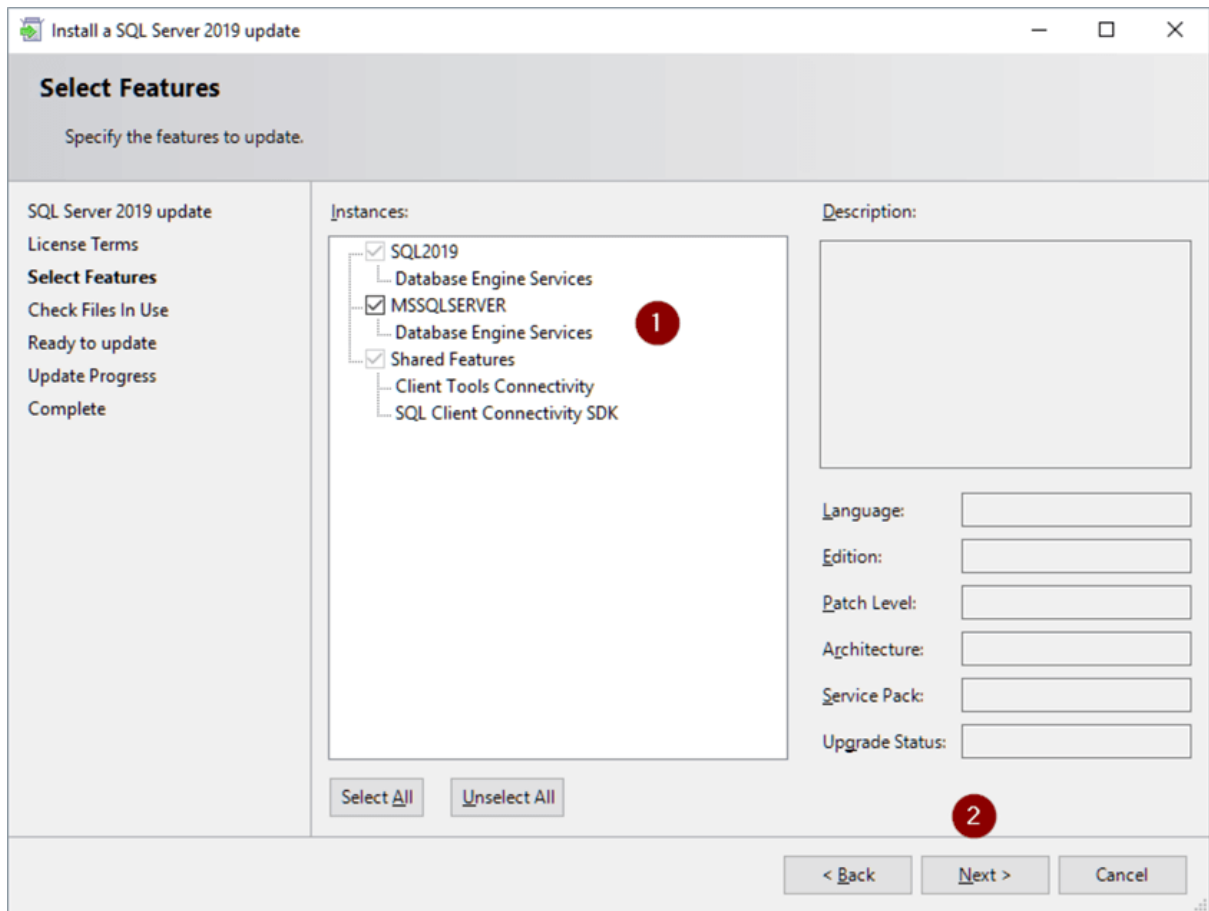 Install a SQL Server 2019 update
Select Features
Specify the features to update.
SQL Server 2019 update
License Terms
Select Features
Check Files In Use
Ready to update
Update Progress
Complete
Instances:
SQL2019
Database Engine Services
MSSQLSERVER
Database Engine Services
Shared Features
Client Tools Connectivity
SQL Client Connectivity SDK
1
Select All
Unselect All
Description:
Language:
Edition:
Patch Level:
Architecture:
Service Pack:
Upgrade Status:
2
< Back
Next >
Cancel